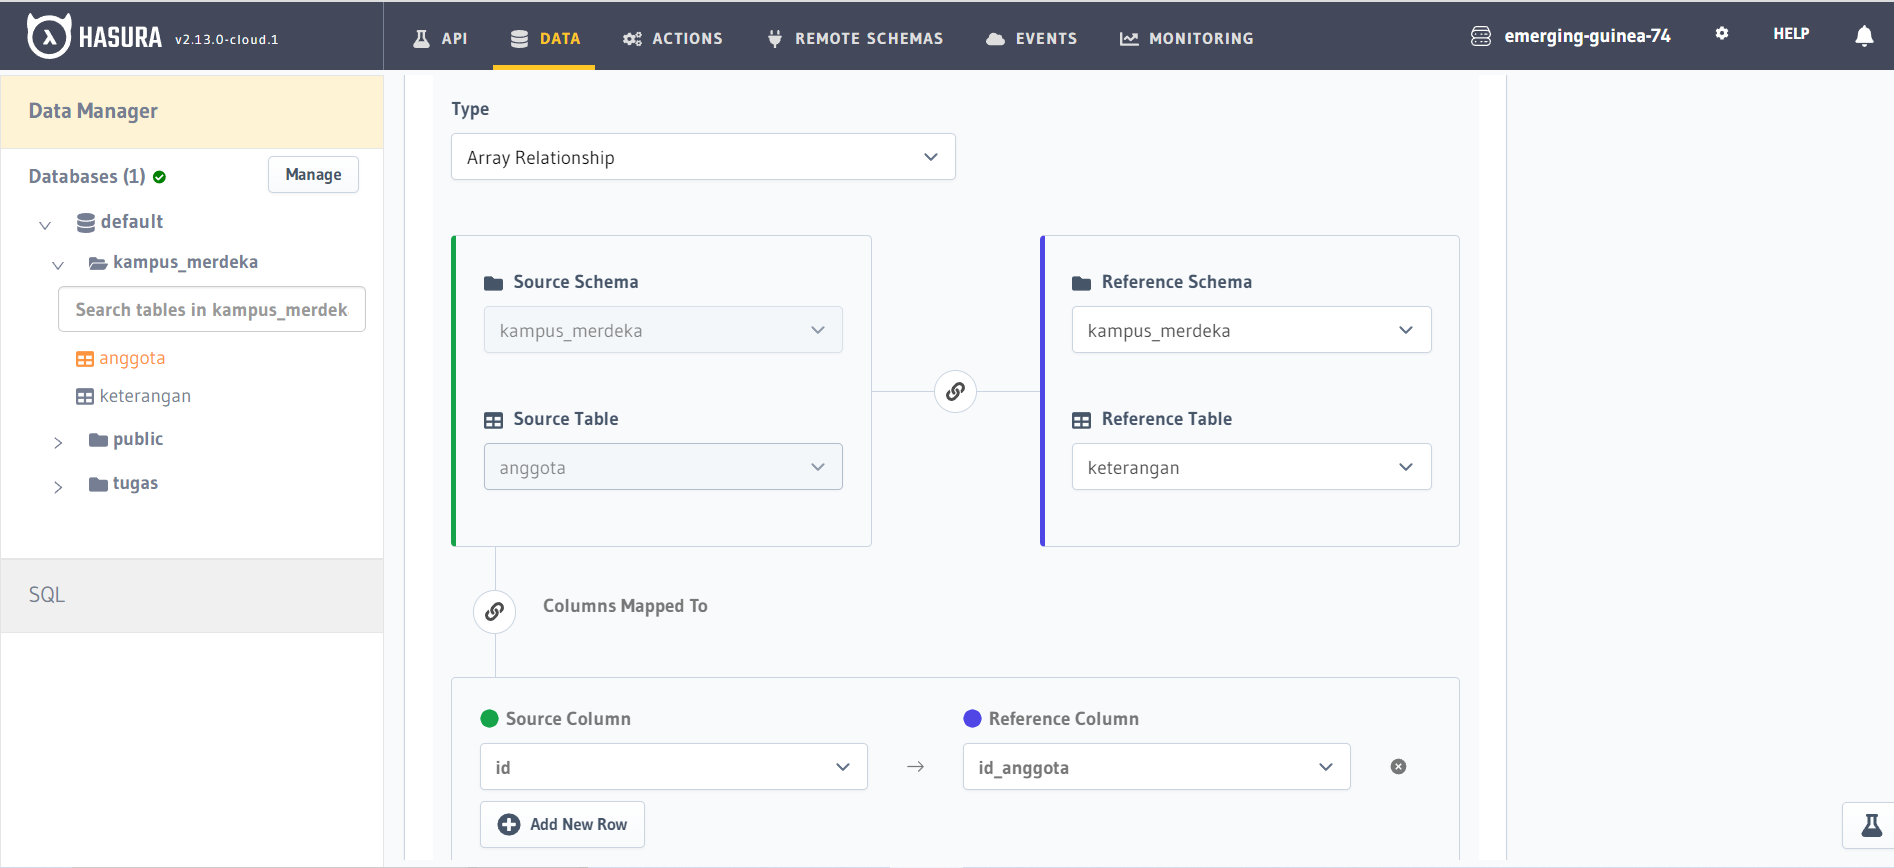 HASURA v2.13.0-cloud.1
API DATA ACTIONS REMOTE SCHEMAS EVENTS MONITORING
emerging-guinea-74 HELP
Data Manager
Databases (1) Manage
default
kampus_merdeka
Search tables in kampus_merdek
anggota
keterangan
public
tugas
SQL
Type
Array Relationship
Source Schema
kampus_merdeka
Source Table
anggota
Reference Schema
kampus_merdeka
Reference Table
keterangan
Columns Mapped To
Source Column Reference Column
id id_anggota
Add New Row